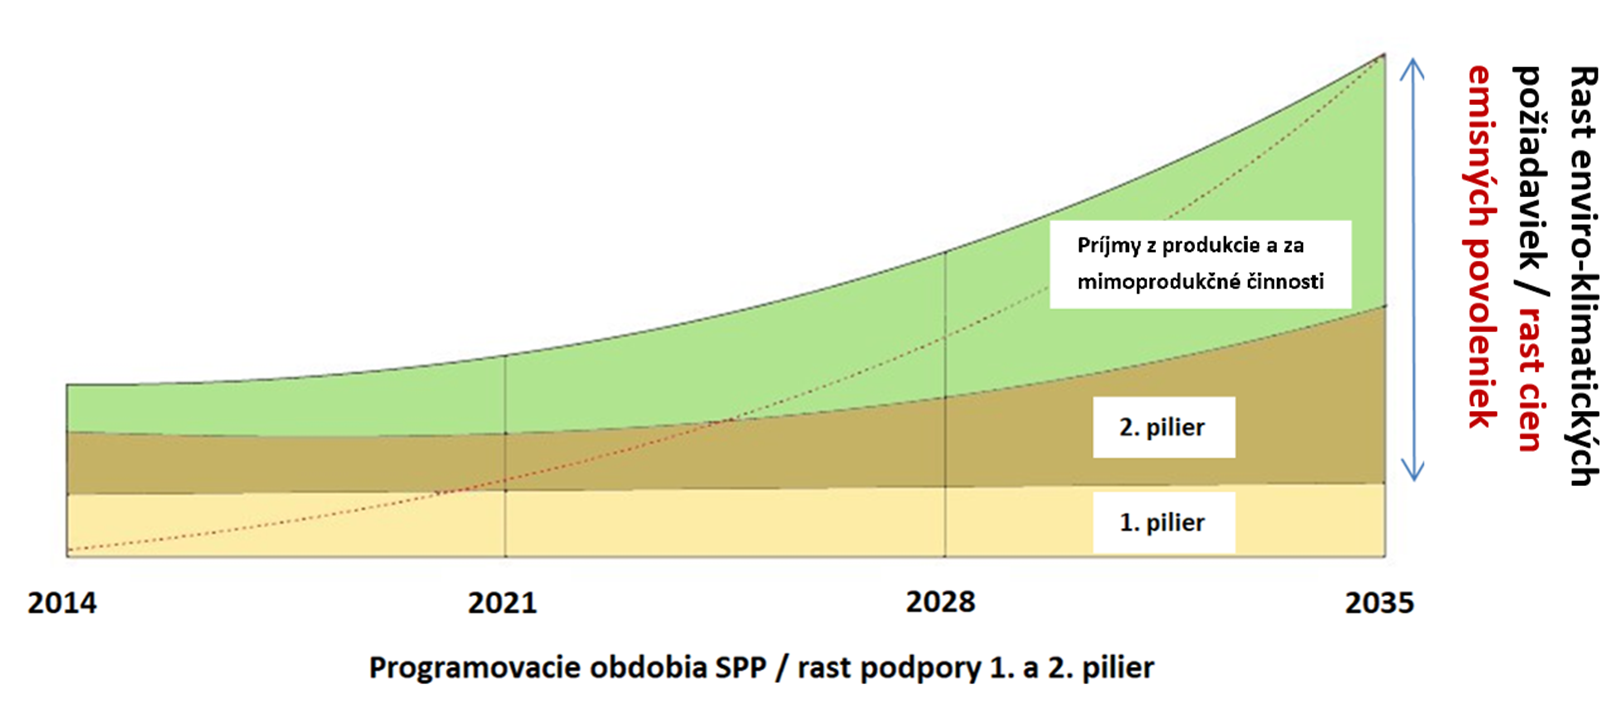 Príjmy z produkcie a za
mimoprodukčné činnosti
2. pilier
1. pilier
2014
2021
2028
2035
Programovacie obdobia SPP / rast podpory 1. a 2. pilier
Rast enviro-klimatických
požiadaviek / rast cien
emisných povoleniek